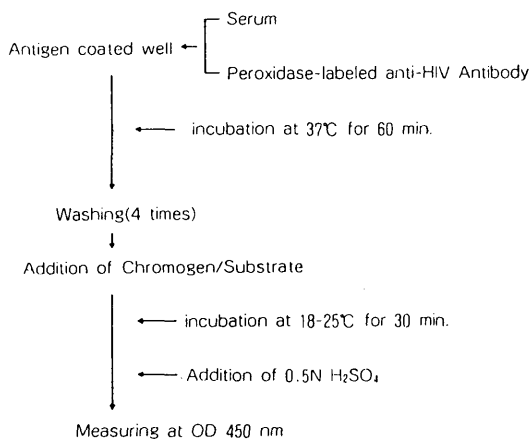 Serum
Antigen coated well
Peroxidase-labeled anti-HIV Antibody
incubation at 37℃ for 60 min.
Washing(4 times)
Addition of Chromogen/Substrate
incubation at 18-25℃ for 30 min.
Addition of 0.5N H₂SO₄
Measuring at OD 450 nm